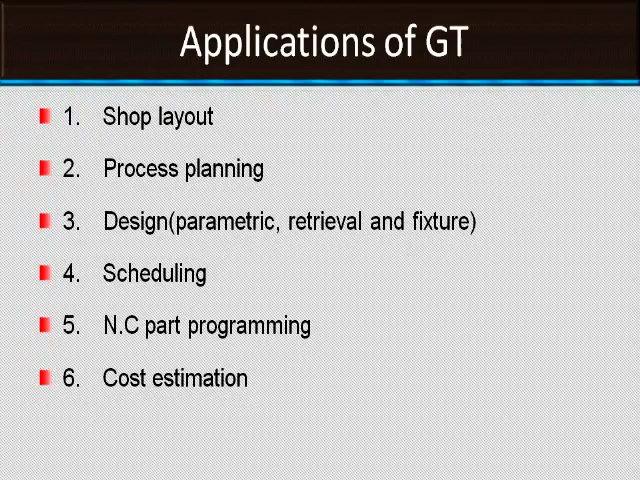 Applications of GT
1. Shop layout
2. Process planning
3. Design(parametric, retrieval and fixture)
4. Scheduling
5. N.C part programming
6. Cost estimation